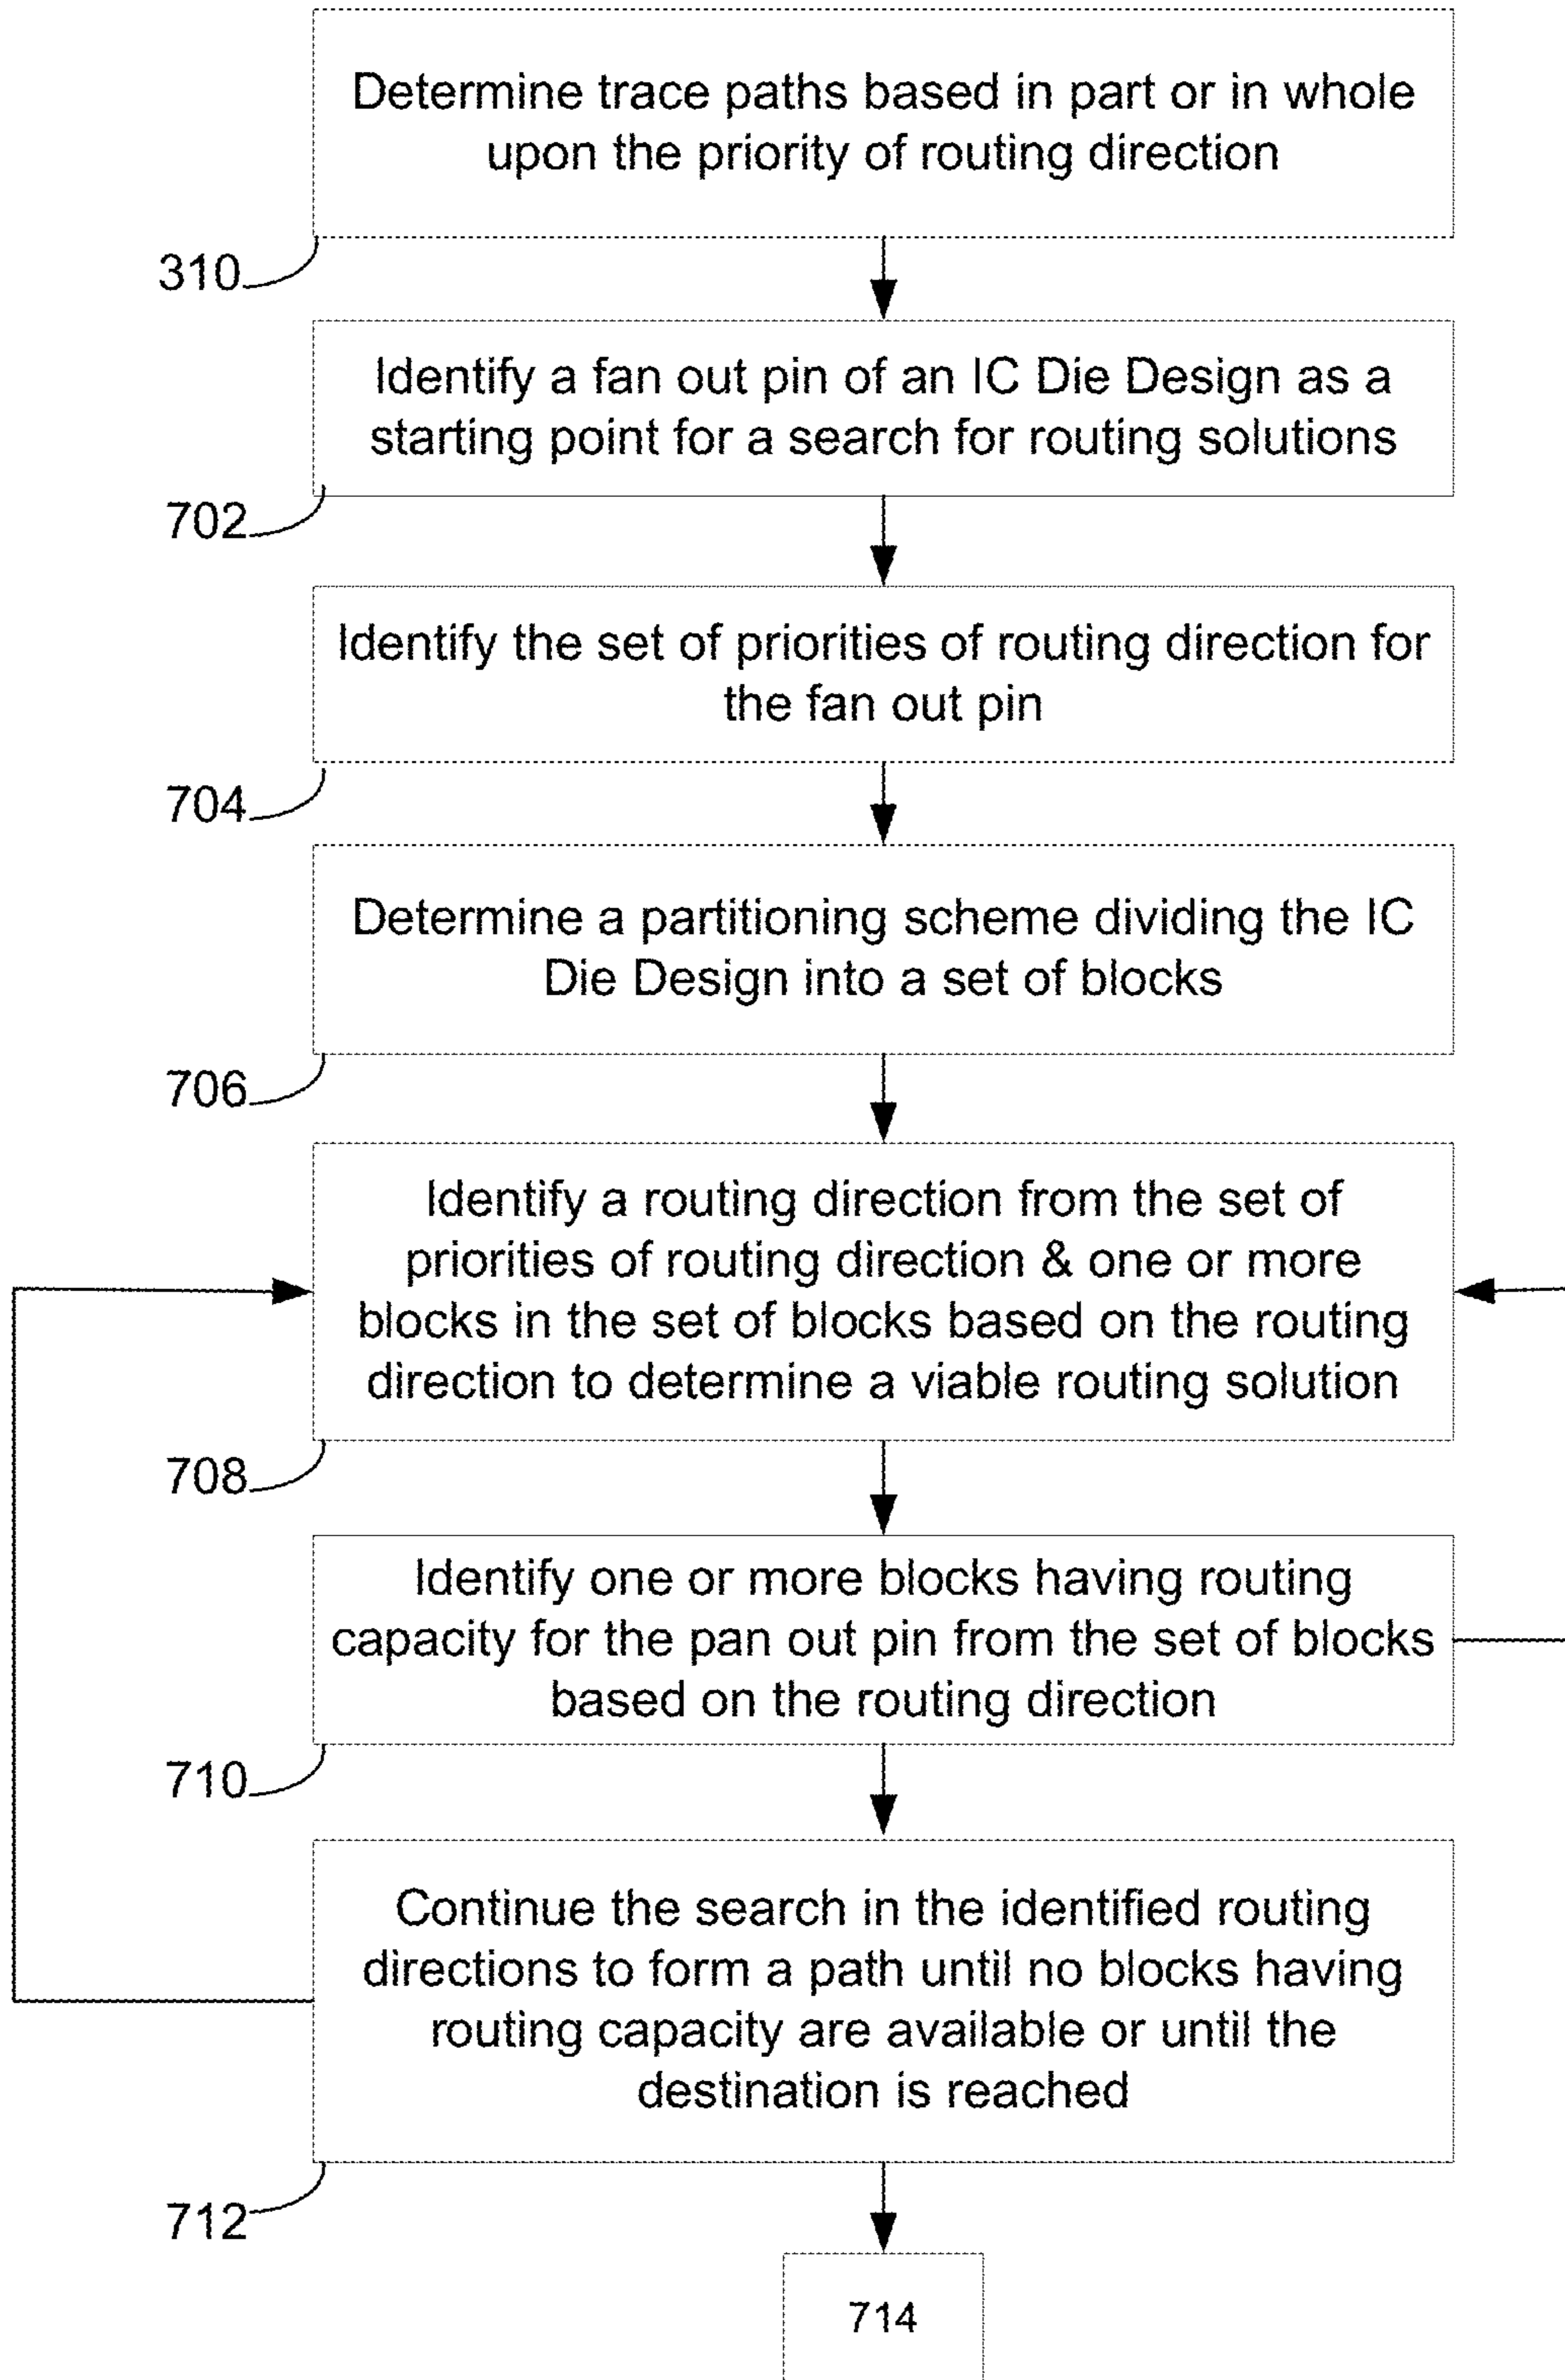 Determine trace paths based in part or in whole
upon the priority of routing direction
310
Identify a fan out pin of an IC Die Design as a
starting point for a search for routing solutions
702
Identify the set of priorities of routing direction for
the fan out pin
704
Determine a partitioning scheme dividing the IC
Die Design into a set of blocks
706
Identify a routing direction from the set of
priorities of routing direction & one or more
blocks in the set of blocks based on the routing
direction to determine a viable routing solution
708
Identify one or more blocks having routing
capacity for the pan out pin from the set of blocks
based on the routing direction
710
Continue the search in the identified routing
directions to form a path until no blocks having
routing capacity are available or until the
destination is reached
712
714